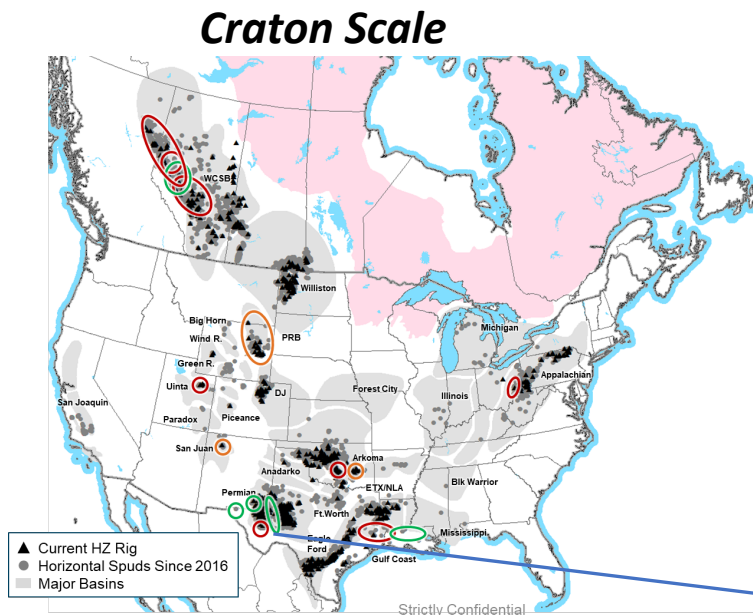 Craton Scale
WCSB
Williston
Big Horn
Wind R.
PRB
Michigan
Green R.
Uinta
DJ
Forest City
Illinois
Appalachian
San Joaquin
Paradox
Piceance
San Juan
Anadarko
Arkoma
Permian
ETX/NLA
Blk Warrior
Ft.Worth
Mississippi
Eagle
Ford
Gulf Coast
Current HZ Rig
Horizontal Spuds Since 2016
Major Basins
Strictly Confidential